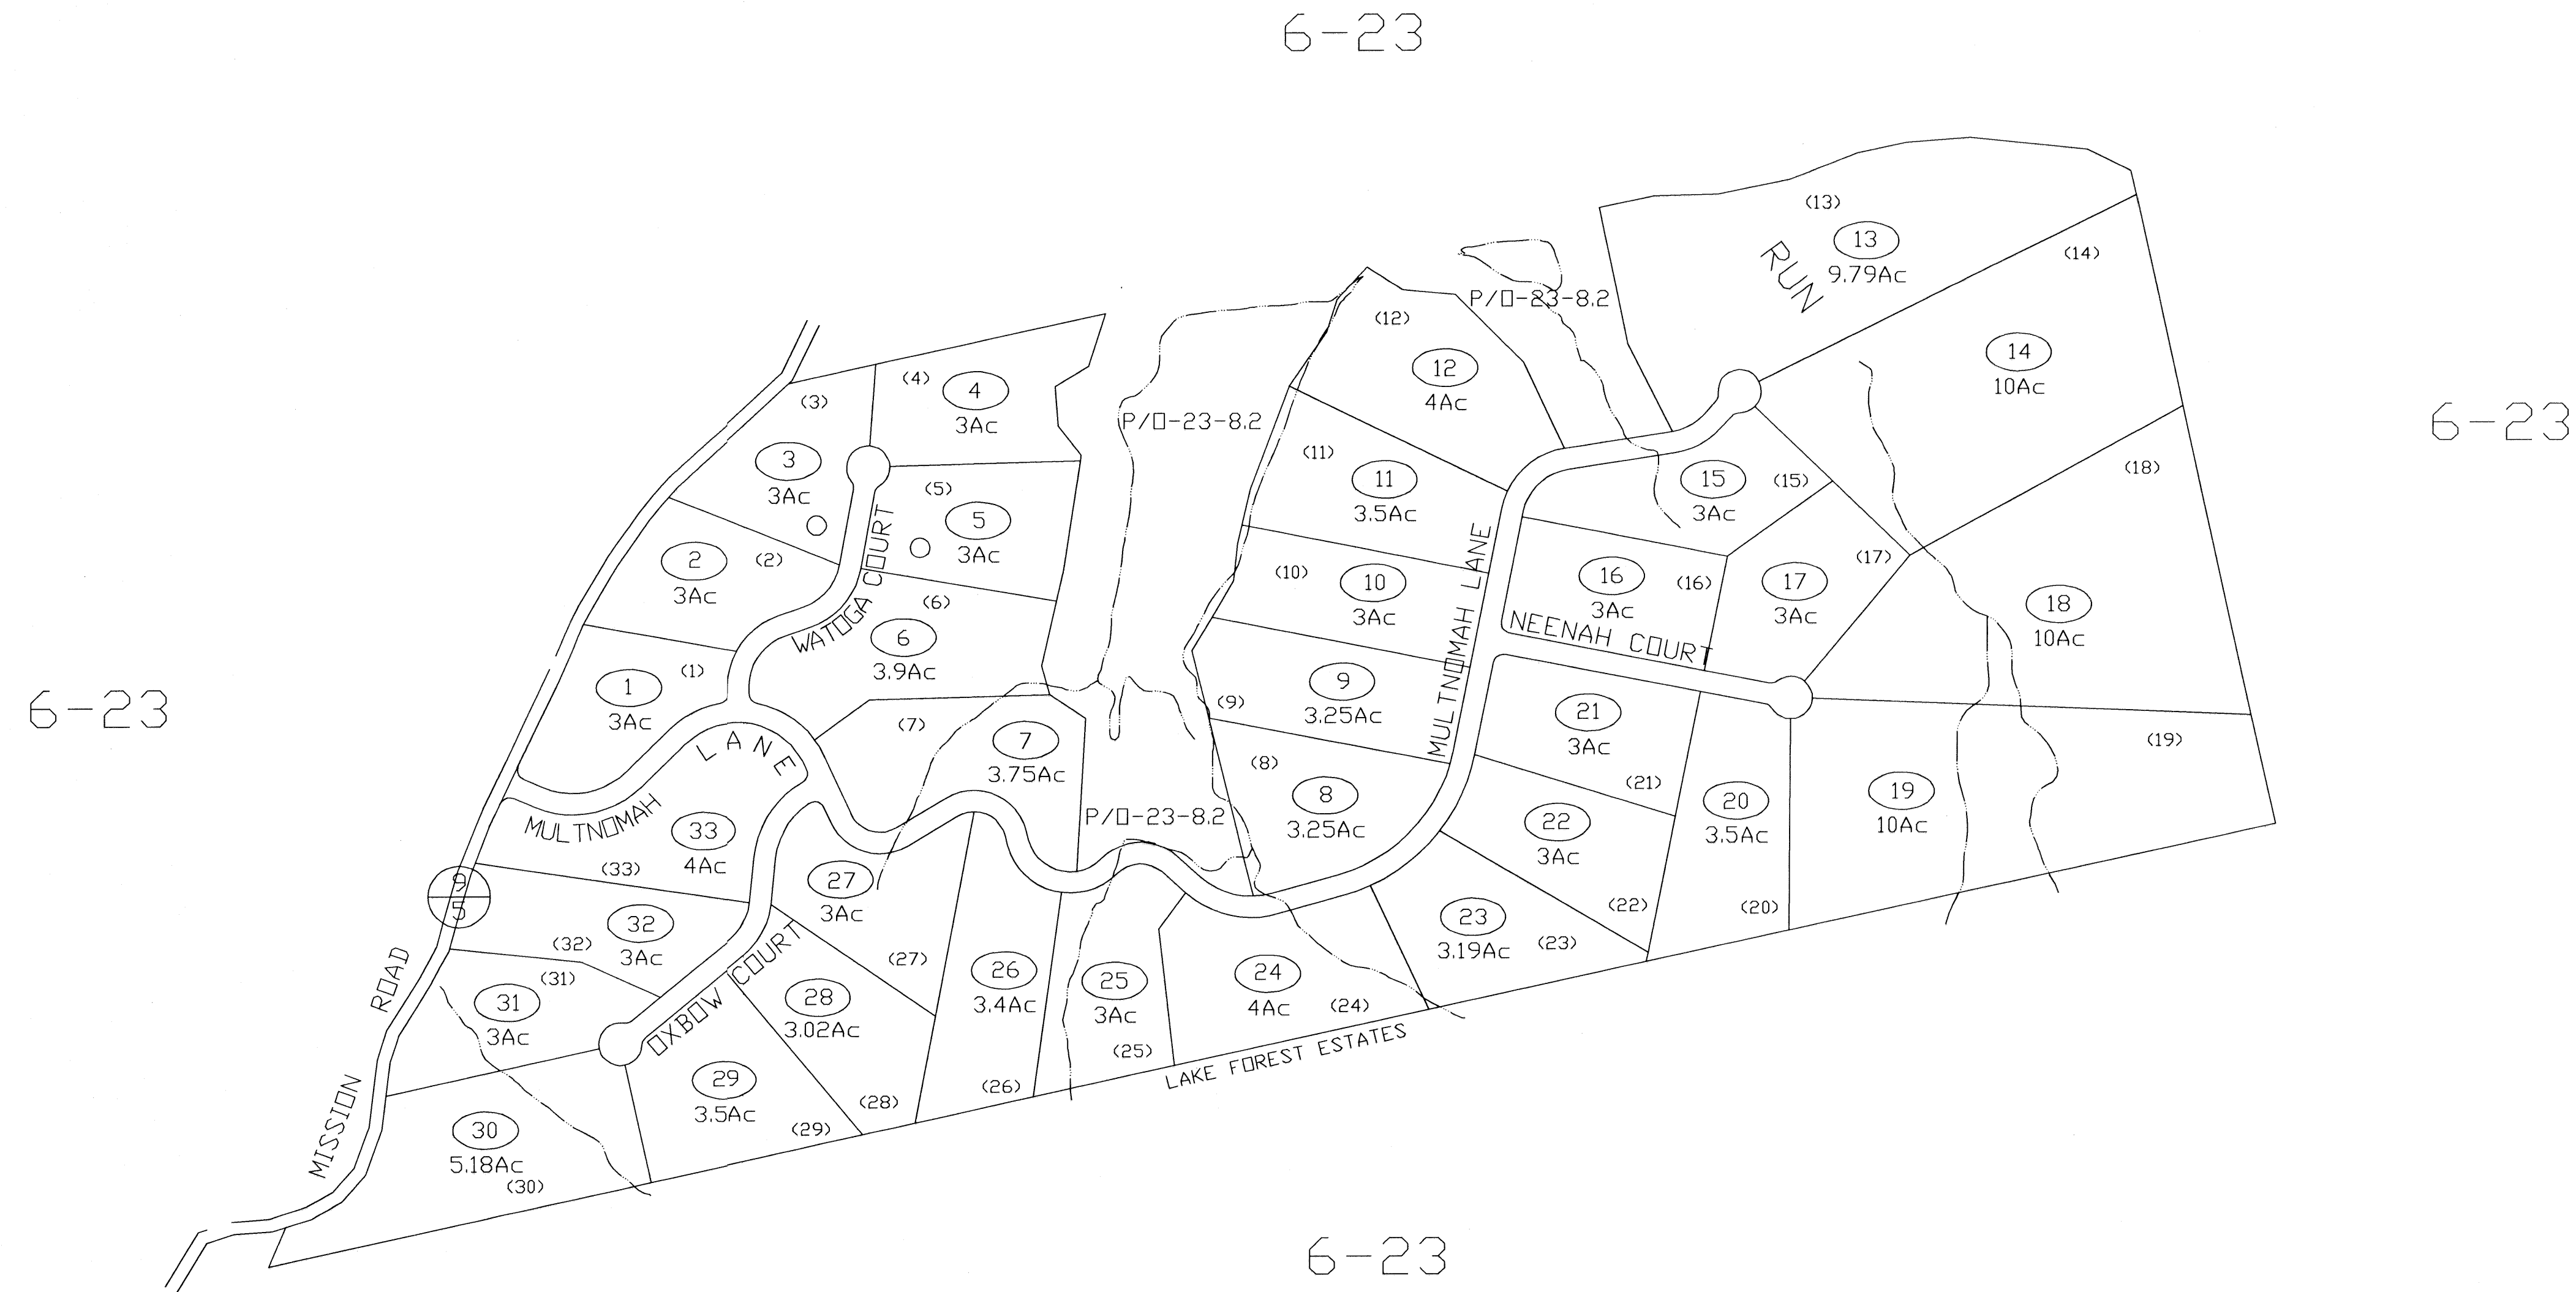 6-23
(13)
13
9.79Ac
RUN
(14)
14
10Ac
P/O-23-8.2
(12)
12
4Ac
(4)
4
3Ac
(3)
3
3Ac
P/O-23-8.2
6-23
(11)
11
3.5Ac
15
(15)
3Ac
(18)
18
10Ac
(5)
5
3Ac
2
(2)
3Ac
WATOGA COURT
(10)
10
3Ac
16
(16)
3Ac
(17)
17
3Ac
NEENAH COURT
MULTNOMAH LANE
(6)
6
3.9Ac
(1)
1
3Ac
6-23
9
3.25Ac
(9)
21
3Ac
(21)
(7)
7
3.75Ac
LANE
MULTNOMAH
(8)
8
3.25Ac
(19)
19
10Ac
20
3.5Ac
(20)
22
3Ac
(22)
P/O-23-8.2
33
4Ac
(33)
9
5
27
3Ac
(27)
32
(32)
3Ac
23
3.19Ac
(23)
26
3.4Ac
(26)
25
3Ac
(25)
24
4Ac
(24)
(31)
31
3Ac
ROAD
OXBOW COURT
28
3.02Ac
(28)
29
3.5Ac
(29)
LAKE FOREST ESTATES
MISSION
30
5.18Ac
(30)
6-23